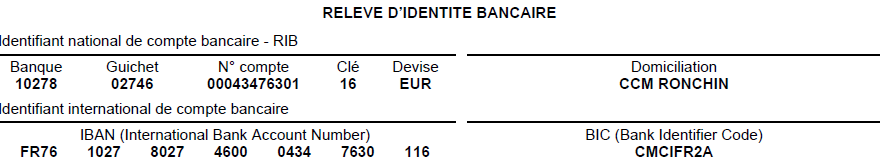 RELEVE D'IDENTITE BANCAIRE
Identifiant national de compte bancaire - RIB
Banque Guichet N° compte Clé Devise Domiciliation
10278 02746 00043476301 16 EUR CCM RONCHIN
Identifiant international de compte bancaire
IBAN (International Bank Account Number) BIC (Bank Identifier Code)
FR76 1027 8027 4600 0434 7630 116 CMCIFR2A